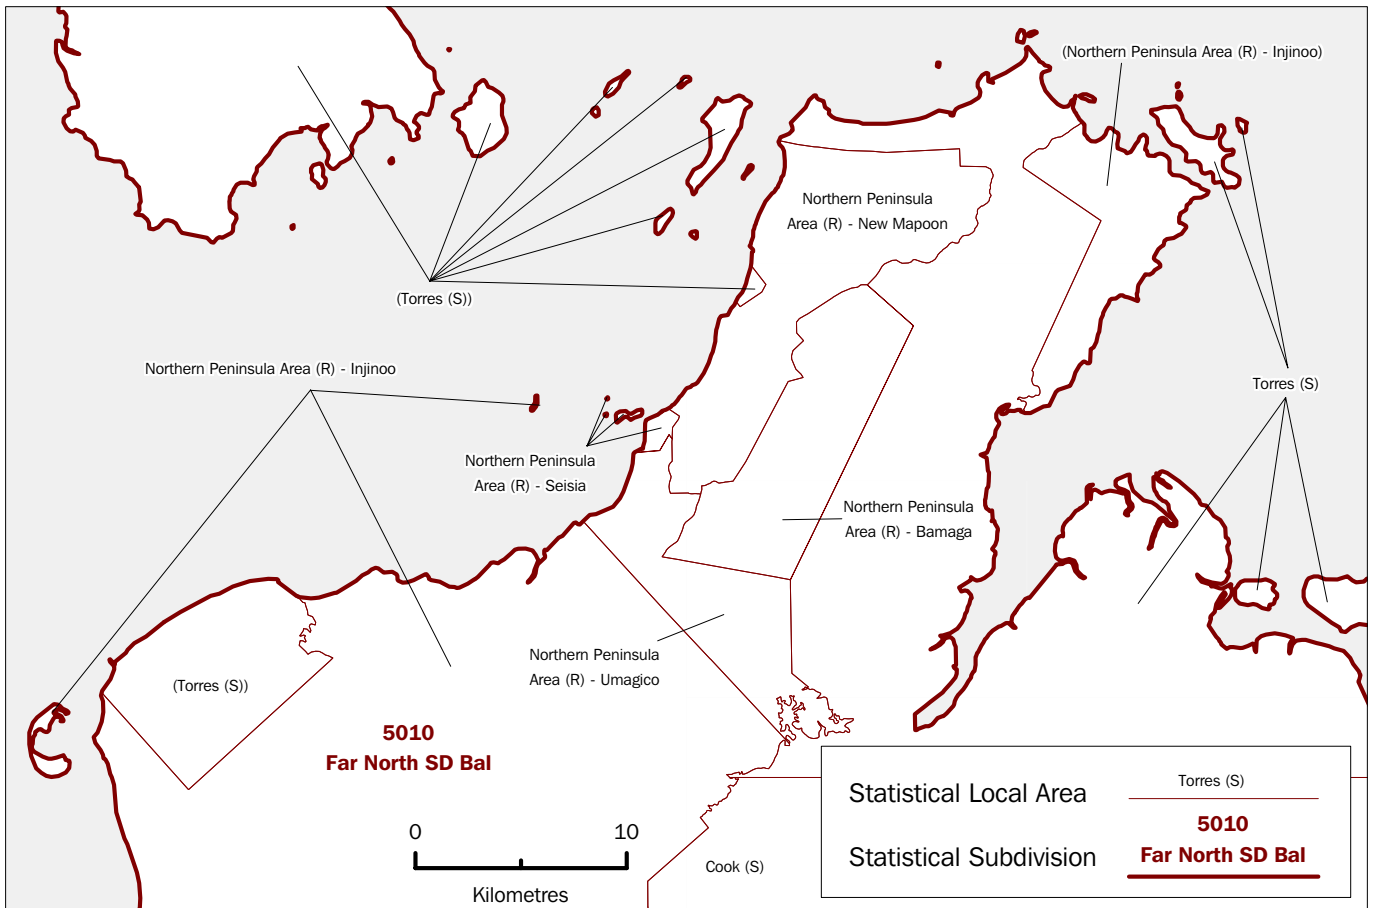 (Northern Peninsula Area (R) - Injinoo)
Northern Peninsula
Area (R) - New Mapoon
(Torres (S))
Northern Peninsula Area (R) - Injinoo
Torres (S)
Northern Peninsula
Area (R) - Seisia
Northern Peninsula
Area (R) - Bamaga
Northern Peninsula
Area (R) - Umagico
(Torres (S))
5010
Far North SD Bal
0 10
Kilometres
Cook (S)
Statistical Local Area
Torres (S)
Statistical Subdivision
5010
Far North SD Bal